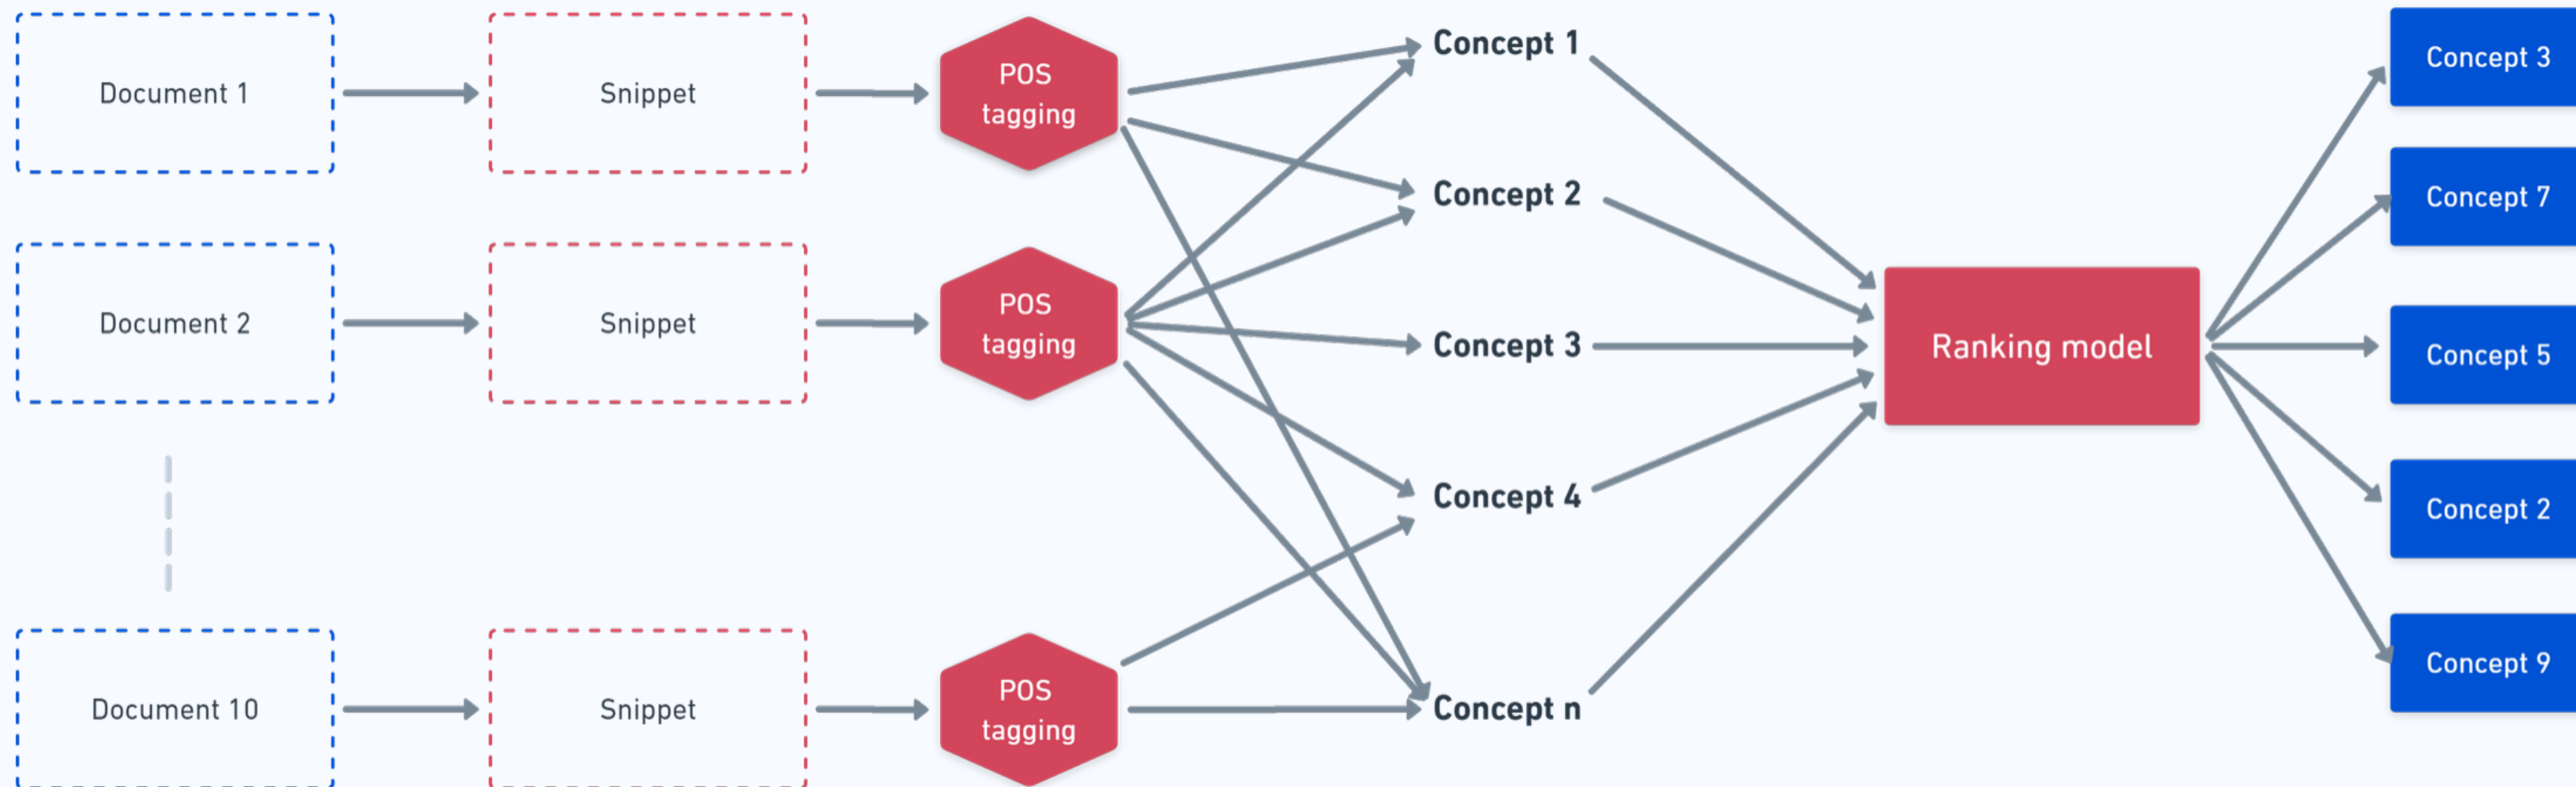 Document 1
Snippet
POS
tagging
Concept 1
Concept 2
Document 2
Snippet
POS
tagging
Concept 3
Concept 4
Document 10
Snippet
POS
tagging
Concept n
Ranking model
Concept 3
Concept 7
Concept 5
Concept 2
Concept 9